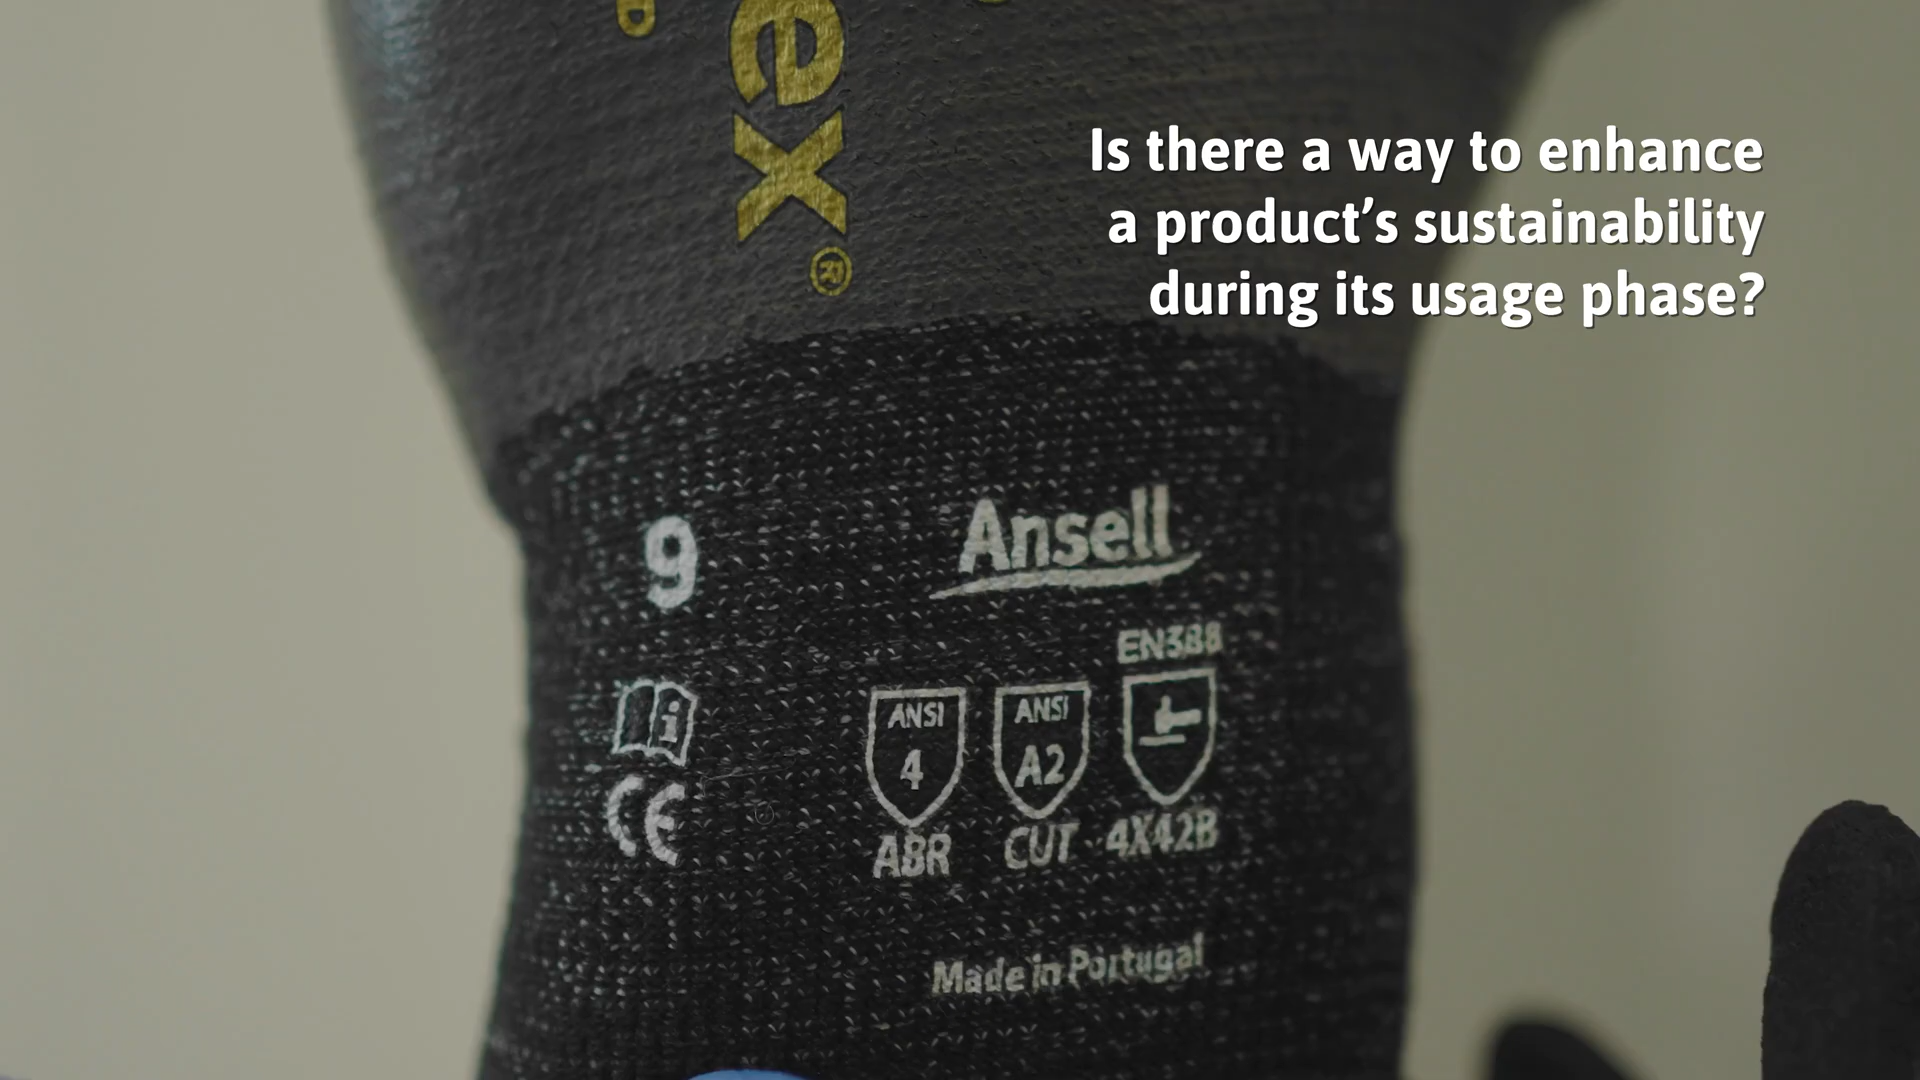 ex®
Is there a way to enhance
a product's sustainability
during its usage phase?
9
Ansell
EN388
ANSI
4
ABR
ANSI
A2
CUT
4X42B
i
CE
Made in Portugal